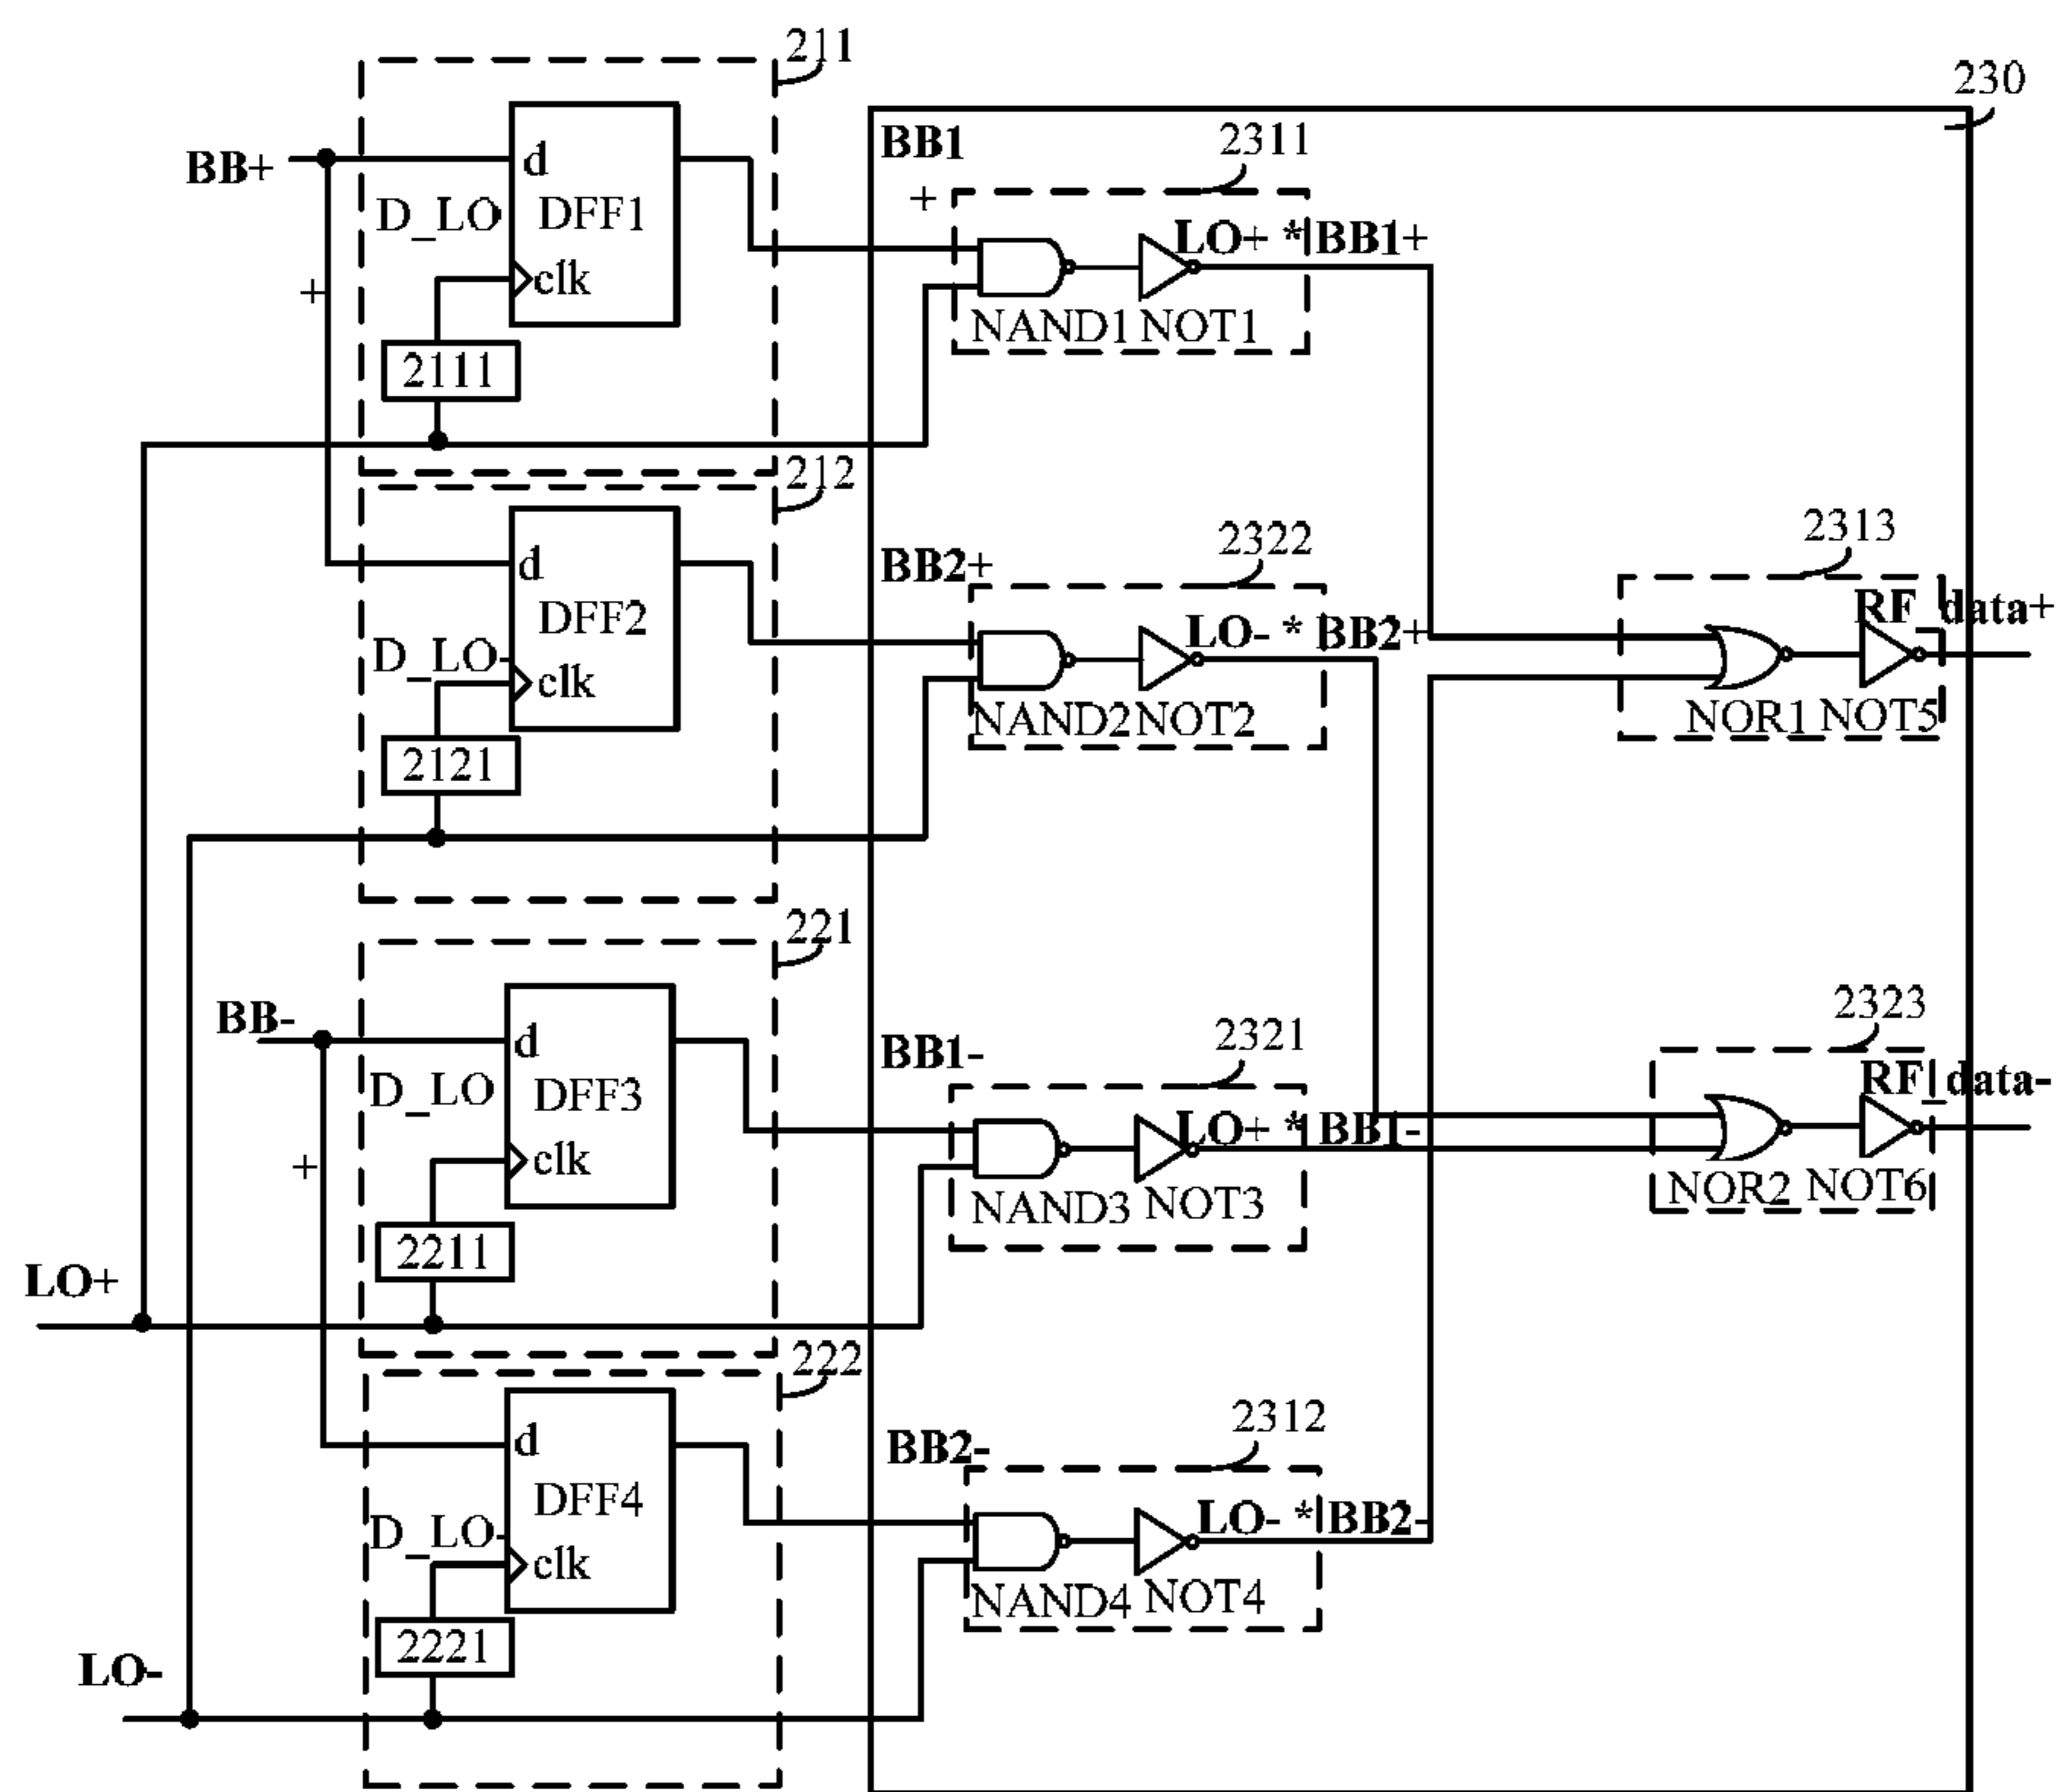 211
230
BB1
+
2311
BB+
d
D_LO
+
DFF1
clk
LO+ * BB1+
NAND1 NOT1
2111
212
BB2+
2322
2313
d
DFF2
D_LO-
clk
LO- * BB2+
NAND2 NOT2
RF_data+
NOR1 NOT5
2121
221
BB-
BB1-
2321
2323
d
D_LO
+
DFF3
clk
LO+ * BB1-
NAND3 NOT3
RF_data-
NOR2 NOT6
2211
LO+
222
BB2-
2312
d
DFF4
D_LO-
clk
LO- * BB2-
NAND4 NOT4
2221
LO-